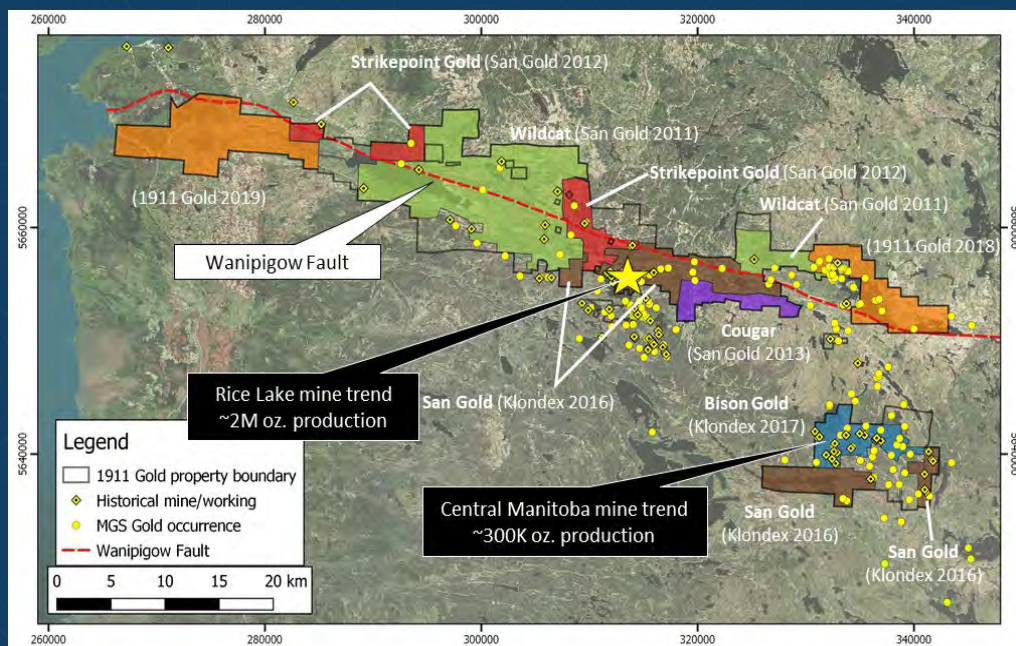 260000
280000
300000
320000
340000
Strikepoint Gold (San Gold 2012)
Wildcat (San Gold 2011)
Strikepoint Gold (San Gold 2012)
Wildcat (San Gold 2011)
(1911 Gold 2019)
(1911 Gold 2018)
5660000
5660000
Wanipigow Fault
Cougar
(San Gold 2013)
Rice Lake mine trend
~2M oz. production
San Gold (Klondex 2016)
Bison Gold
(Klondex 2017)
Legend
1911 Gold property boundary
Historical mine/working
MGS Gold occurrence
Wanipigow Fault
0 5 10 15 20 km
5640000
5640000
Central Manitoba mine trend
~300K oz. production
San Gold
(Klondex 2016)
San Gold
(Klondex 2016)
260000
280000
300000
320000
340000